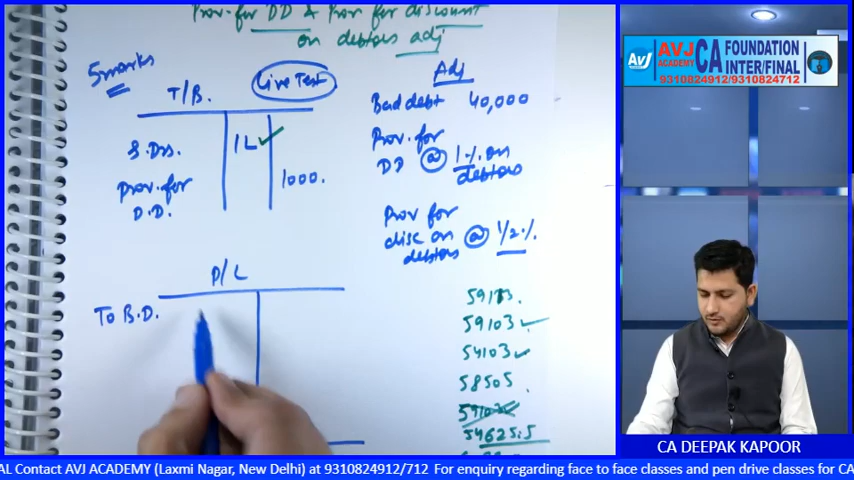 Prov. for DD & Prov for discount
on debtors adj
5 marks
Live Test
T/B.
S. Drs.
1L ✓
Prov. for
D.D.
1000.
Adj
Bad debt 40,000
Prov. for
DD @ 1% on
debtors
Prov for
disc on @ 1/2%.
debtors
P/L
To B.D.
59103 ✓
54103 ✓
58505
54625.5
AVJ
AVJ CA FOUNDATION
ACADEMY INTER/FINAL
9310824912/9310824712
CA DEEPAK KAPOOR
AL Contact AVJ ACADEMY (Laxmi Nagar, New Delhi) at 9310824912/712 For enquiry regarding face to face classes and pen drive classes for CA